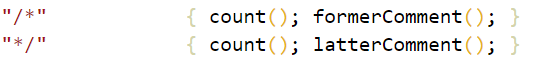 "/*" { count(); formerComment(); }
"*/" { count(); latterComment(); }